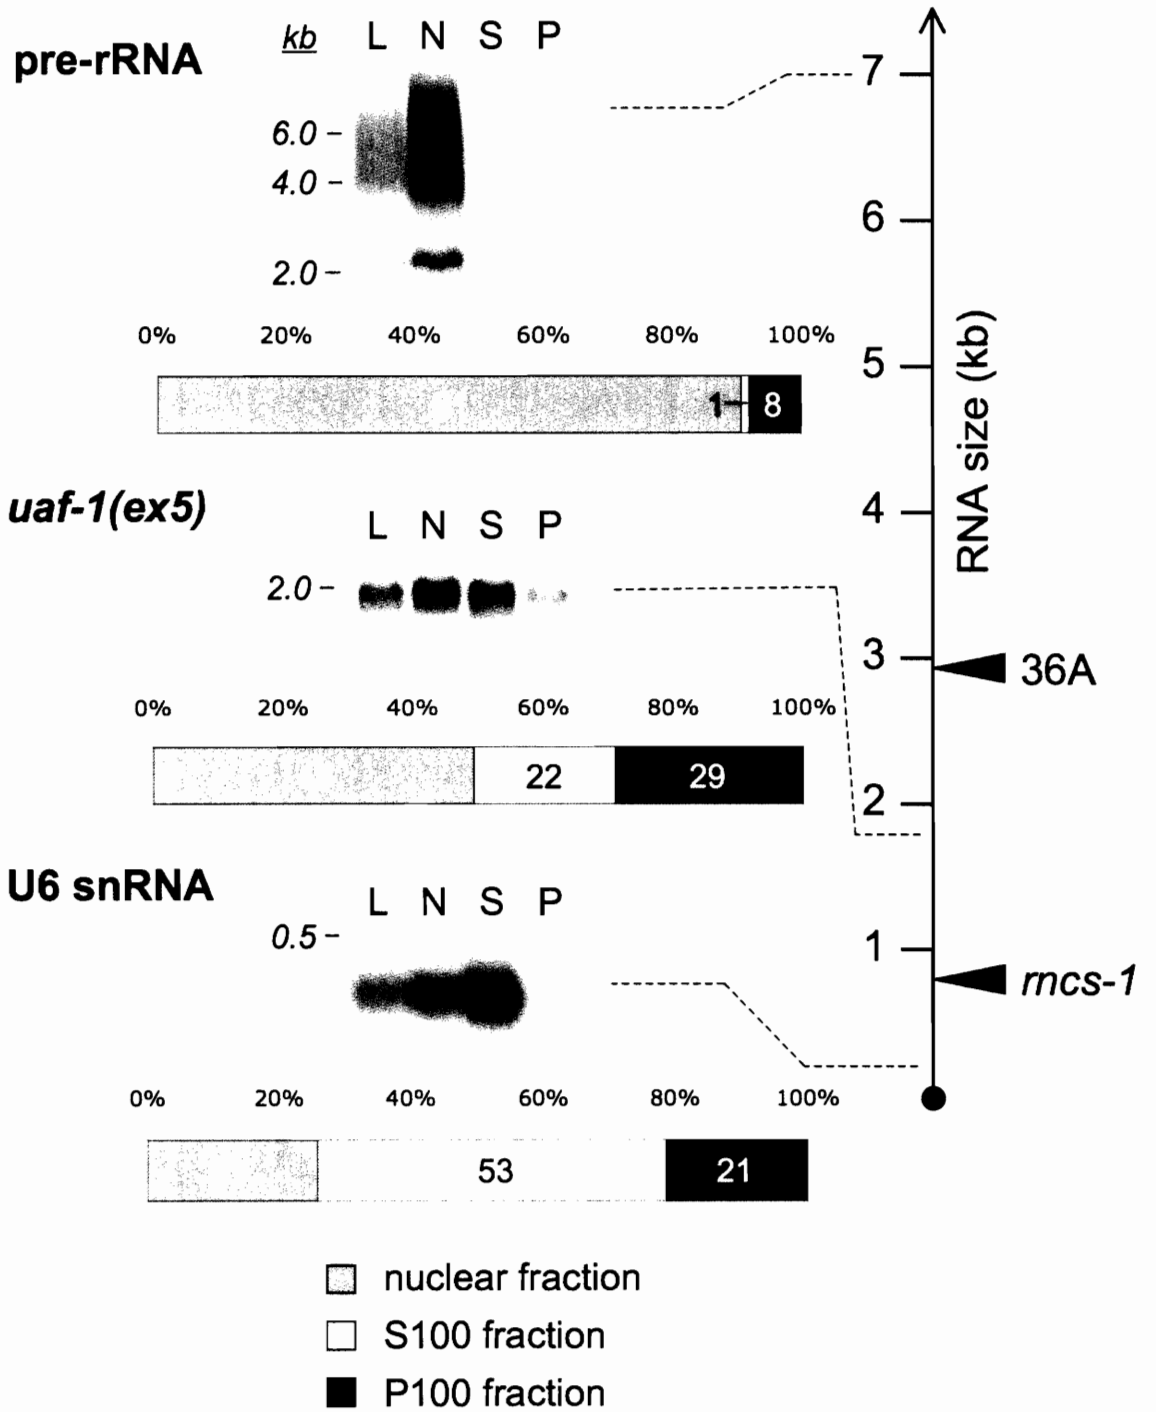 pre-rRNA
kb L N S P
6.0
4.0
2.0
0% 20% 40% 60% 80% 100%
1 8
uaf-1(ex5)
L N S P
2.0
0% 20% 40% 60% 80% 100%
22 29
U6 snRNA
L N S P
0.5
0% 20% 40% 60% 80% 100%
53 21
nuclear fraction
S100 fraction
P100 fraction
7
6
5
4
3
2
1
RNA size (kb)
36A
rncs-1